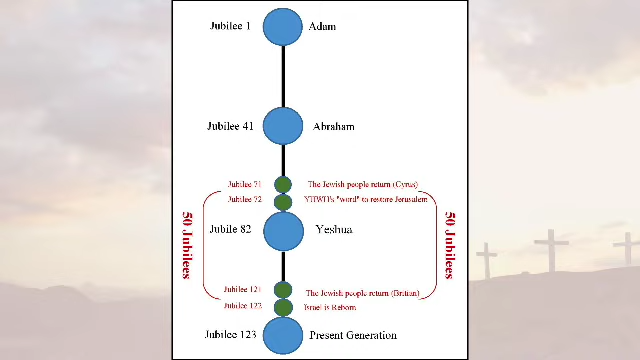 Jubilee 1 Adam
Jubilee 41 Abraham
Jubilee 71 The Jewish people return (Cyrus)
Jubilee 72 YHWH's "word" to restore Jerusalem
50 Jubilees
Jubile 82 Yeshua
50 Jubilees
Jubilee 121 The Jewish people return (Britian)
Jubilee 122 Israel is Reborn
Jubilee 123 Present Generation